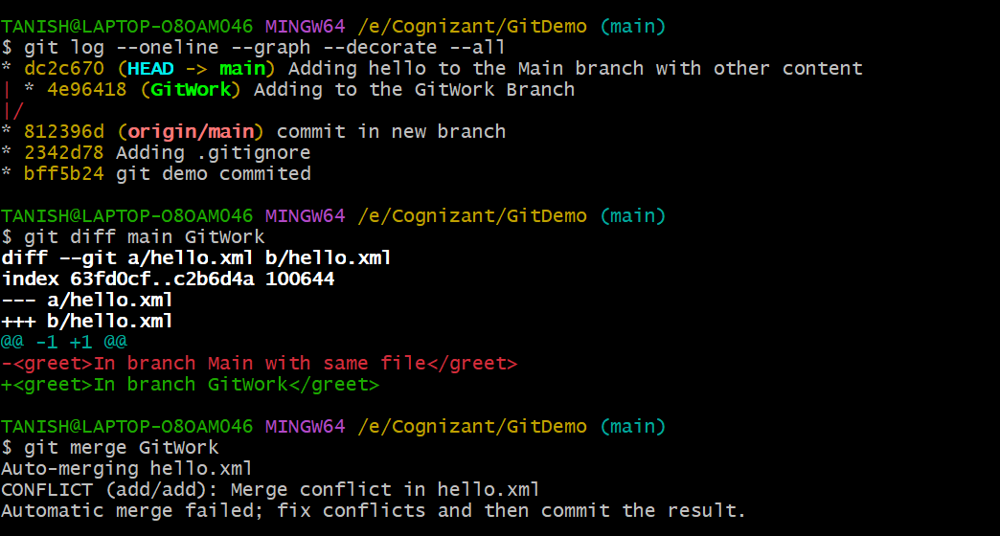 TANISH@LAPTOP-O8OAMO46 MINGW64 /e/Cognizant/GitDemo (main)
$ git log --oneline --graph --decorate --all
* dc2c670 (HEAD -> main) Adding hello to the Main branch with other content
| * 4e96418 (GitWork) Adding to the GitWork Branch
|/
* 812396d (origin/main) commit in new branch
* 2342d78 Adding .gitignore
* bff5b24 git demo commited
TANISH@LAPTOP-O8OAMO46 MINGW64 /e/Cognizant/GitDemo (main)
$ git diff main GitWork
diff --git a/hello.xml b/hello.xml
index 63fd0cf..c2b6d4a 100644
--- a/hello.xml
+++ b/hello.xml
@@ -1 +1 @@
-<greet>In branch Main with same file</greet>
+<greet>In branch GitWork</greet>
TANISH@LAPTOP-O8OAMO46 MINGW64 /e/Cognizant/GitDemo (main)
$ git merge GitWork
Auto-merging hello.xml
CONFLICT (add/add): Merge conflict in hello.xml
Automatic merge failed; fix conflicts and then commit the result.